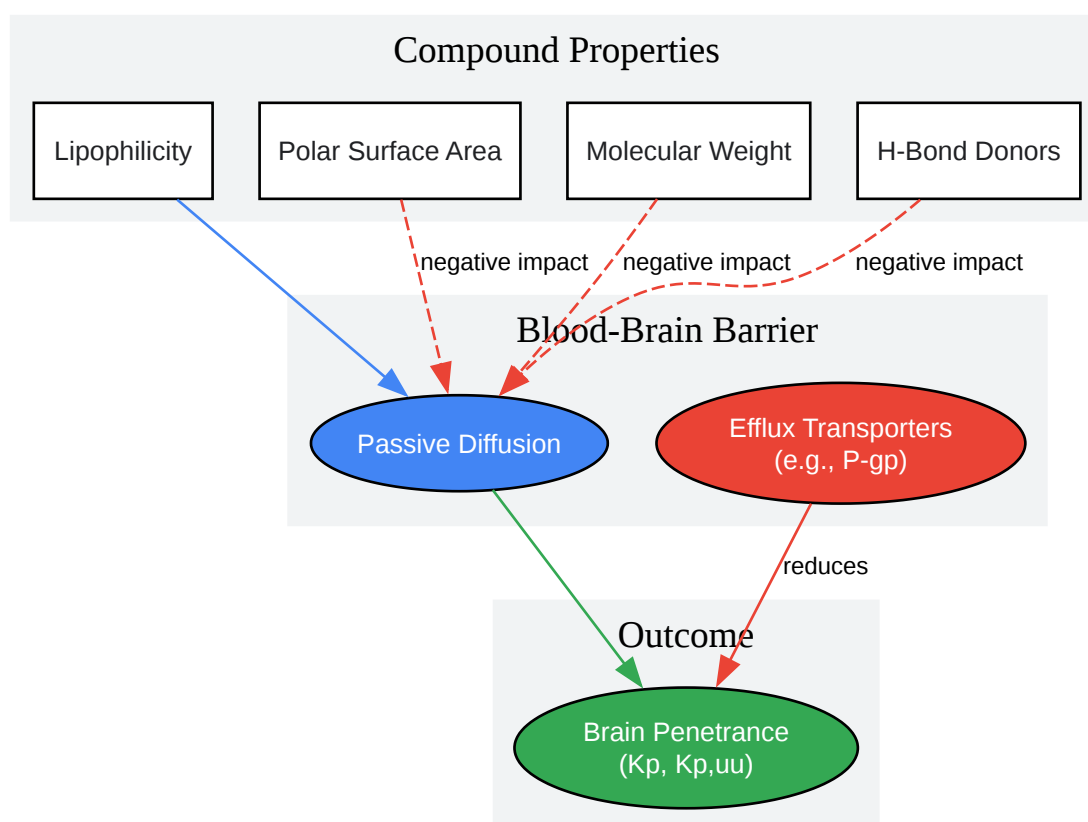 Compound Properties
Lipophilicity
Polar Surface Area
Molecular Weight
H-Bond Donors
negative impact
negative impact
negative impact
Blood-Brain Barrier
Passive Diffusion
Efflux Transporters
(e.g., P-gp)
reduces
Outcome
Brain Penetrance
(Kp, Kp,uu)